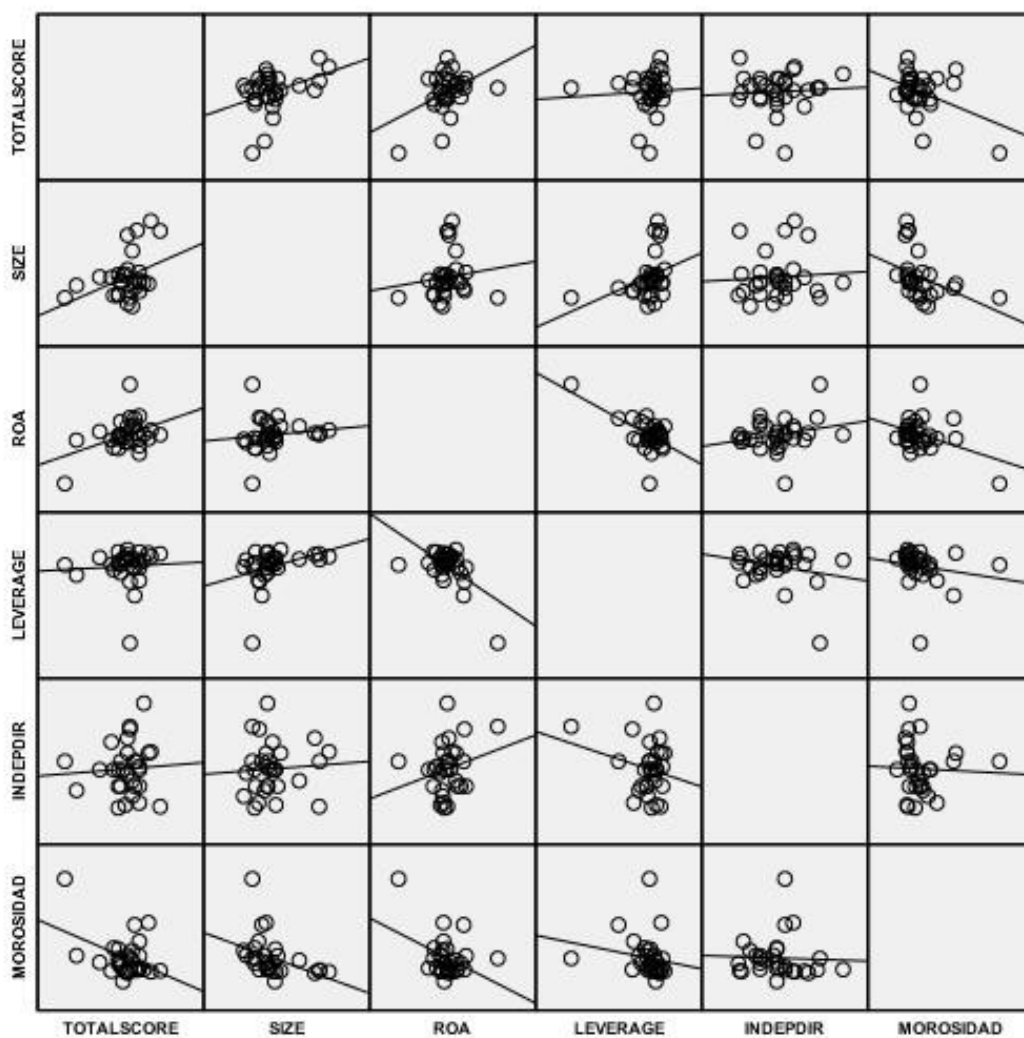 TOTALSCORE
SIZE
ROA
LEVERAGE
INDEPDIR
MOROSIDAD
TOTALSCORE SIZE ROA LEVERAGE INDEPDIR MOROSIDAD